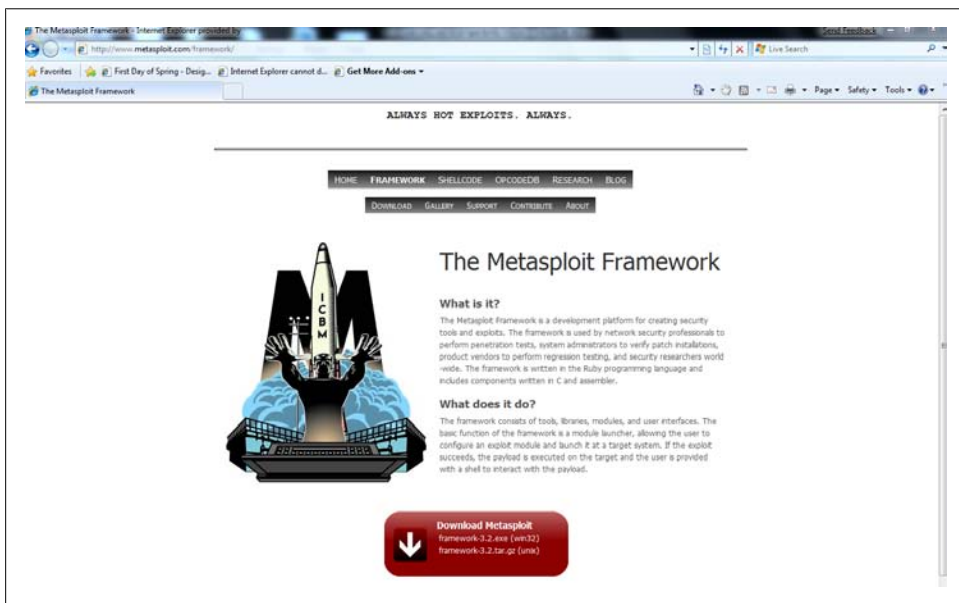 The Metasploit Framework - Internet Explorer provided by
Send Feedback
http://www.metasploit.com/framework/
Live Search
Favorites
First Day of Spring - Desig...
Internet Explorer cannot d...
Get More Add-ons
The Metasploit Framework
Page
Safety
Tools
ALWAYS HOT EXPLOITS. ALWAYS.
HOME FRAMEWORK SHELLCODE OPCODEDB RESEARCH BLOG
DOWNLOAD GALLERY SUPPORT CONTRIBUTE ABOUT
ICBM
The Metasploit Framework
What is it?
The Metasploit Framework is a development platform for creating security
tools and exploits. The framework is used by network security professionals to
perform penetration tests, system administrators to verify patch installations,
product vendors to perform regression testing, and security researchers world
-wide. The framework is written in the Ruby programming language and
includes components written in C and assembler.
What does it do?
The framework consists of tools, libraries, modules, and user interfaces. The
basic function of the framework is a module launcher, allowing the user to
configure an exploit module and launch it at a target system. If the exploit
succeeds, the payload is executed on the target and the user is provided
with a shell to interact with the payload.
Download Metasploit
framework-3.2.exe (win32)
framework-3.2.tar.gz (unix)